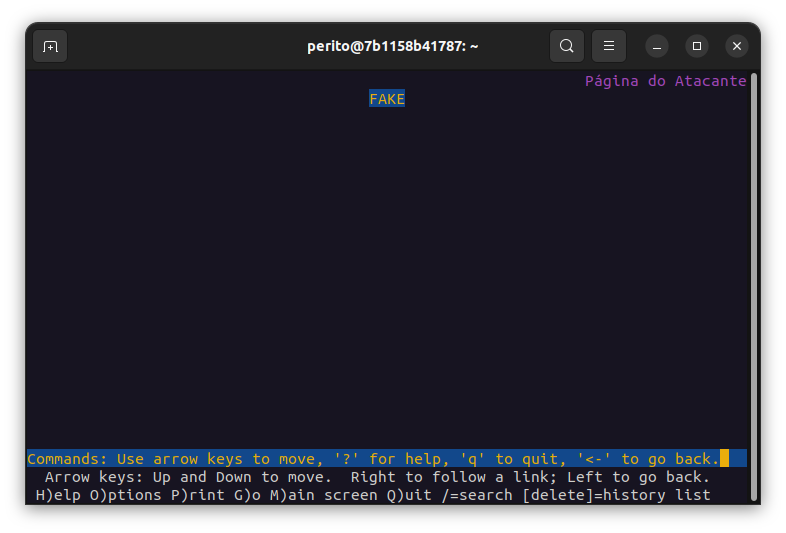 perito@7b1158b41787: ~
Página do Atacante
FAKE
Commands: Use arrow keys to move, '?' for help, 'q' to quit, '<-' to go back.
Arrow keys: Up and Down to move.  Right to follow a link; Left to go back.
H)elp O)ptions P)rint G)o M)ain screen Q)uit /=search [delete]=history list